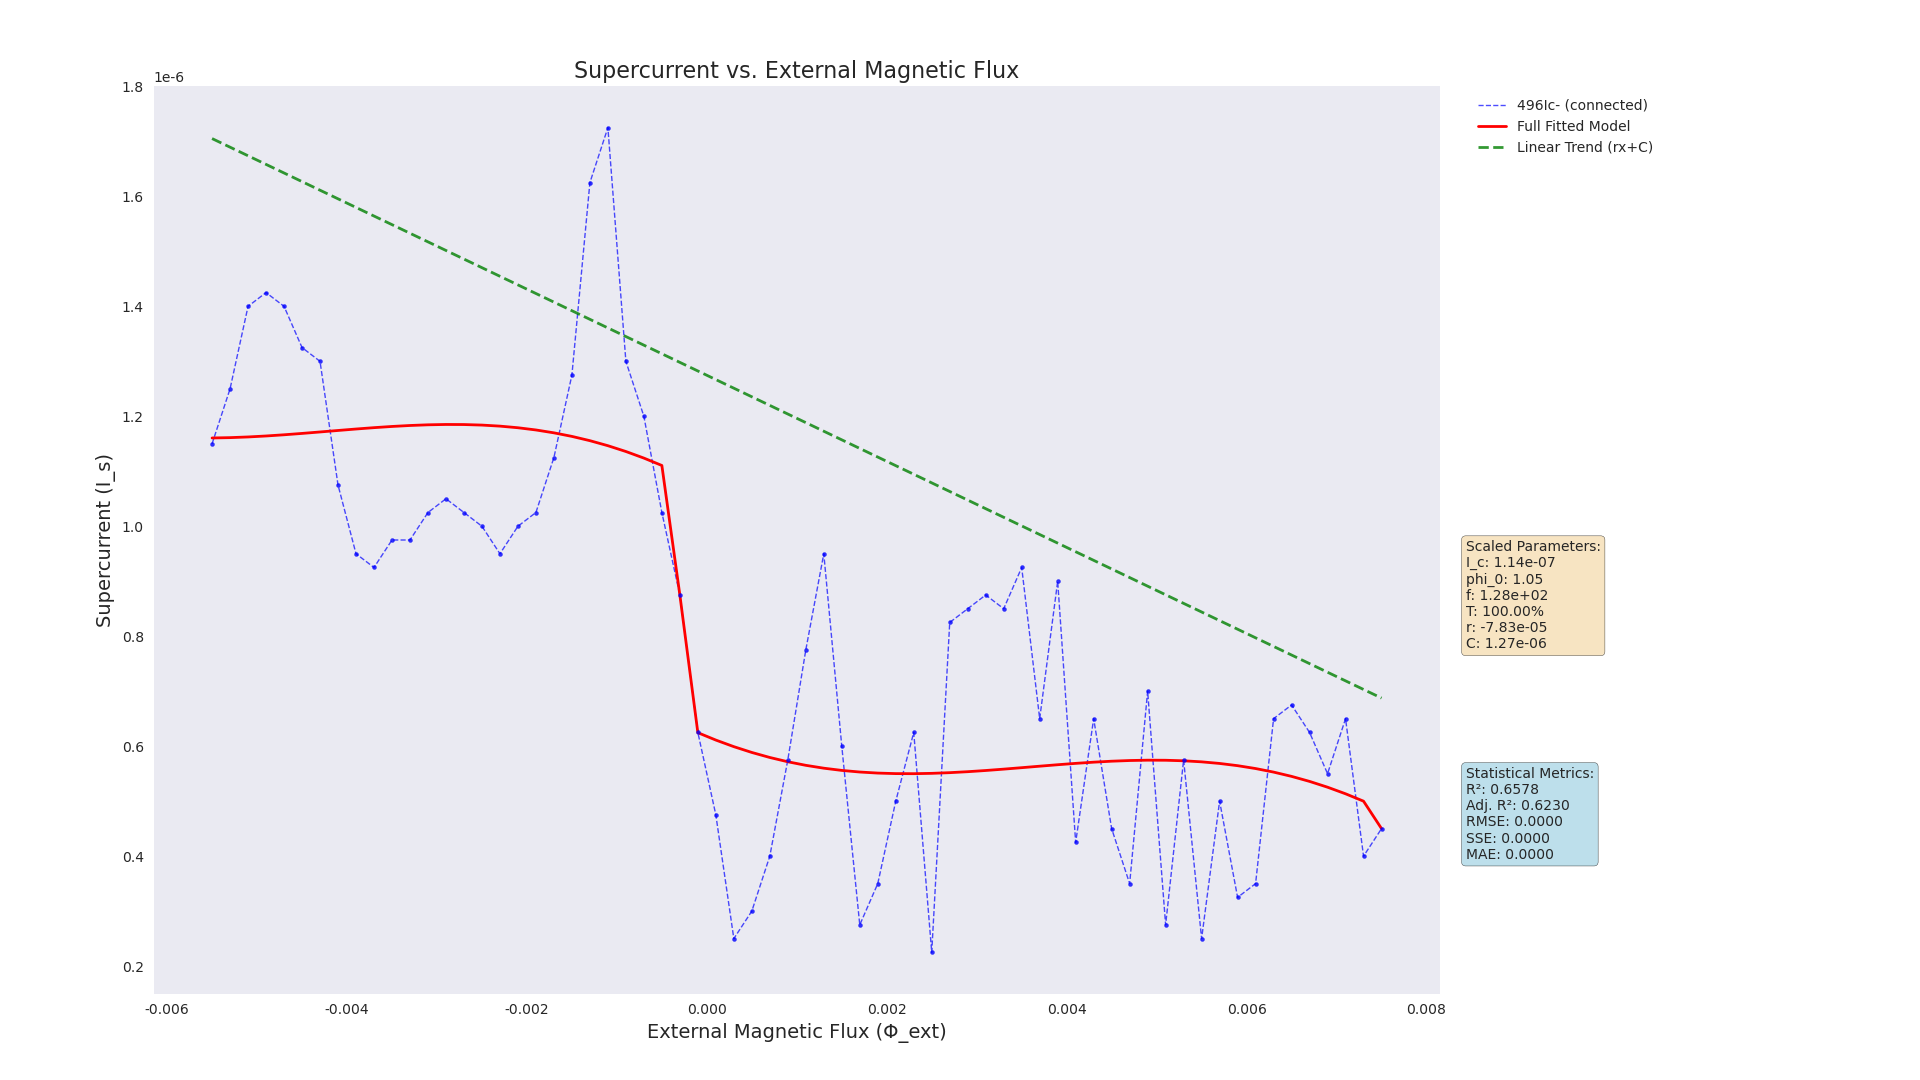 Supercurrent vs. External Magnetic Flux
1e-6
1.8
1.6
1.4
1.2
1.0
0.8
0.6
0.4
0.2
Supercurrent (I_s)
-0.006 -0.004 -0.002 0.000 0.002 0.004 0.006 0.008
External Magnetic Flux (Φ_ext)
496Ic- (connected)
Full Fitted Model
Linear Trend (rx+C)
Scaled Parameters:
I_c: 1.14e-07
phi_0: 1.05
f: 1.28e+02
T: 100.00%
r: -7.83e-05
C: 1.27e-06
Statistical Metrics:
R²: 0.6578
Adj. R²: 0.6230
RMSE: 0.0000
SSE: 0.0000
MAE: 0.0000